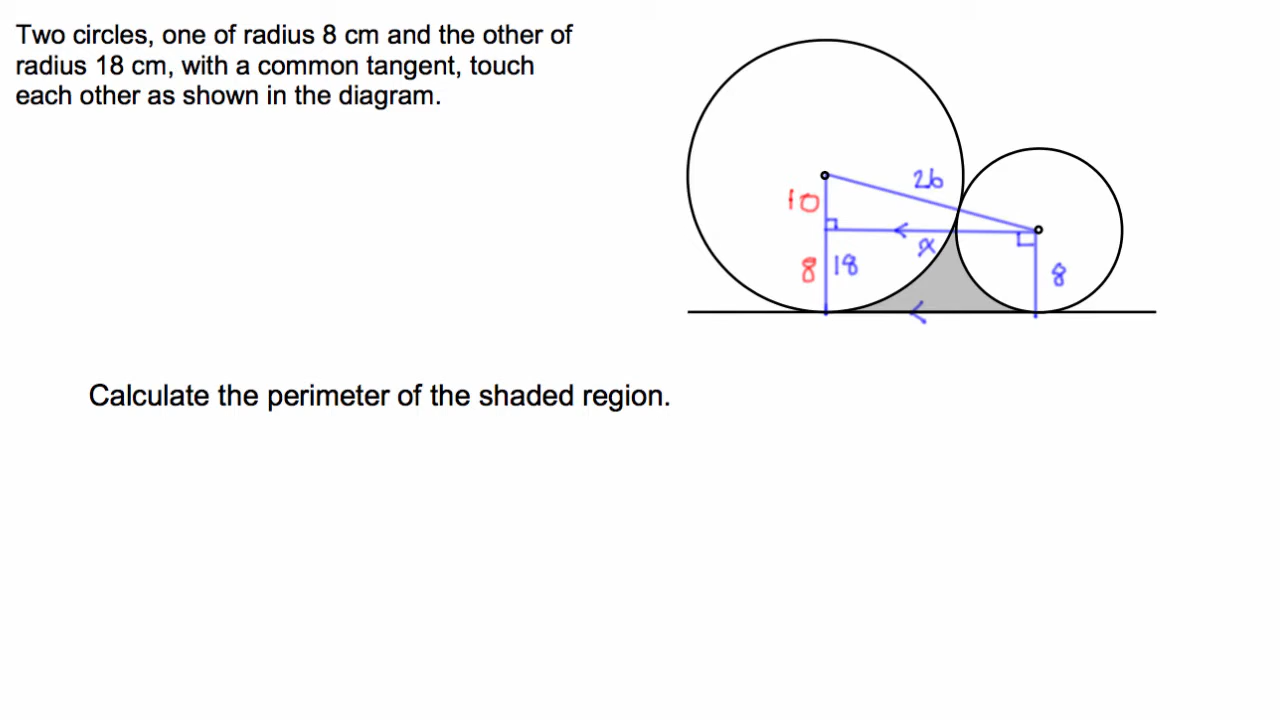 Two circles, one of radius 8 cm and the other of
radius 18 cm, with a common tangent, touch
each other as shown in the diagram.
26
10
x
8 18
8
Calculate the perimeter of the shaded region.